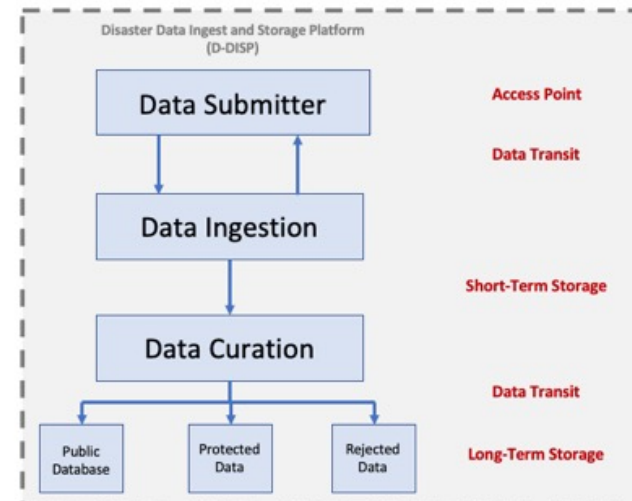 Disaster Data Ingest and Storage Platform
(D-DISP)
Data Submitter
Access Point
Data Transit
Data Ingestion
Short-Term Storage
Data Curation
Data Transit
Public
Database
Protected
Data
Rejected
Data
Long-Term Storage